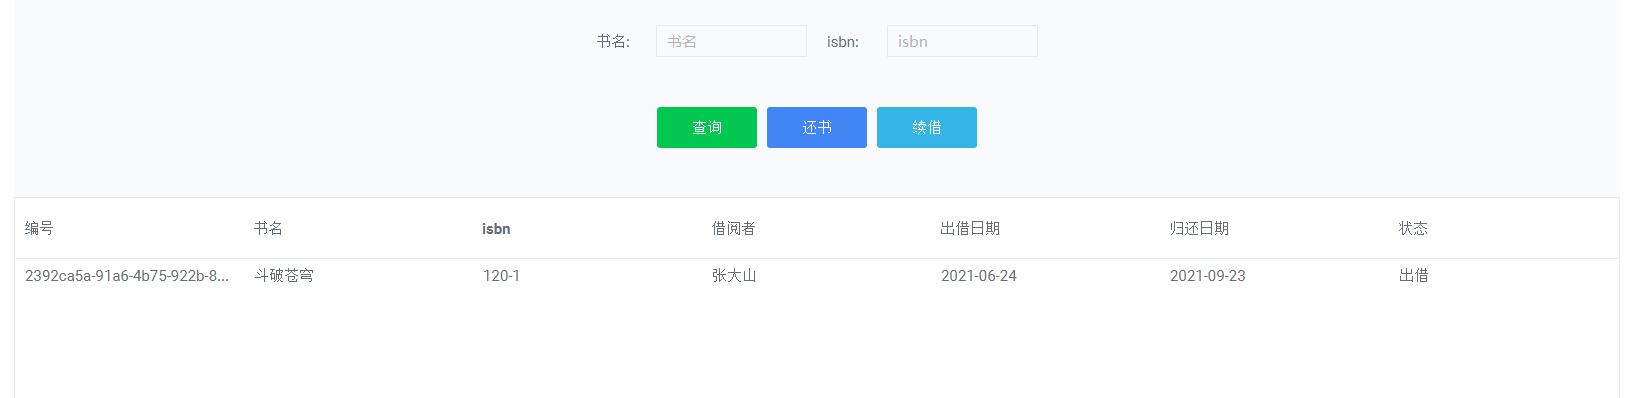 书名: 书名 isbn: isbn
查询 还书 续借
编号 书名 isbn 借阅者 出借日期 归还日期 状态
2392ca5a-91a6-4b75-922b-8... 斗破苍穹 120-1 张大山 2021-06-24 2021-09-23 出借